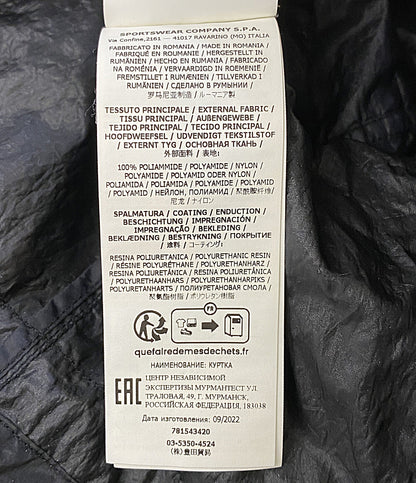 SPORTSWEAR COMPANY S.P.A.
Via Confine,2161 — 41017 RAVARINO (MO) ITALIA
FABBRICATO IN ROMANIA / MADE IN ROMANIA
/ FABRIQUE EN ROUMANIE / HERGESTELLT IN
RUMÄNIEN / HECHO EN RUMANIA / FABRICADO
NA ROMÉNIA / VERVAARDIGD IN ROEMENIË /
FREMSTILLET I RUMÆNIEN / TILLVERKAD I
RUMÄNIEN / СДЕЛАНО В РУМЫНИИ /
罗马尼亚制造 / ルーマニア製
TESSUTO PRINCIPALE / EXTERNAL FABRIC /
TISSU PRINCIPAL / AUßENGEWEBE /
TEJIDO PRINCIPAL / TECIDO PRINCIPAL /
HOOFDWEEFSEL / UDVENDIGT TEKSTILSTOF
/ EXTERNT TYG / ОСНОВНАЯ ТКАНЬ /
外部面料 / 表地:
100% POLIAMMIDE / POLYAMIDE / NYLON /
POLYAMIDE / POLYAMID ODER NYLON /
POLIAMIDA / POLIAMIDA / POLYAMIDE / POLYAMID
/ POLYAMID / НЕЙЛОН, ПОЛИАМИД / 聚酰胺纤维/
尼龙 / ナイロン
SPALMATURA / COATING / ENDUCTION /
BESCHICHTUNG / IMPREGNACIÓN /
IMPREGNAÇÃO / BEKLEDING /
BEKLÆDNING / BESTRYKNING / ПОКРЫТИЕ
/ 涂料 / コーティング:
RESINA POLIURETANICA / POLYURETHANIC RESIN
/ RÉSINE POLYURÉTHANE / POLYURETHANHARZ /
RESINA POLIURETÁNICA / RESINA POLIURETÂNICA
/ POLYURETHAANHARS / POLYURETHANHARPIKS /
POLYURETANHARTS / ПОЛИУРЕТАНОВАЯ СМОЛА /
聚氨酯树脂 / ポリウレタン樹脂
FR
quefairedemesdechets.fr
НАИМЕНОВАНИЕ: КУРТКА
EAC
ЦЕНТР НЕЗАВИСИМОЙ
ЭКСПЕРТИЗЫ МУРМАНТЕСТ УЛ.
ТРАЛОВАЯ, 49, Г. МУРМАНСК,
РОССИЙСКАЯ ФЕДЕРАЦИЯ, 183038
Дата изготовления: 09/2022
781543420
03-5350-4524
(株)豊田貿易